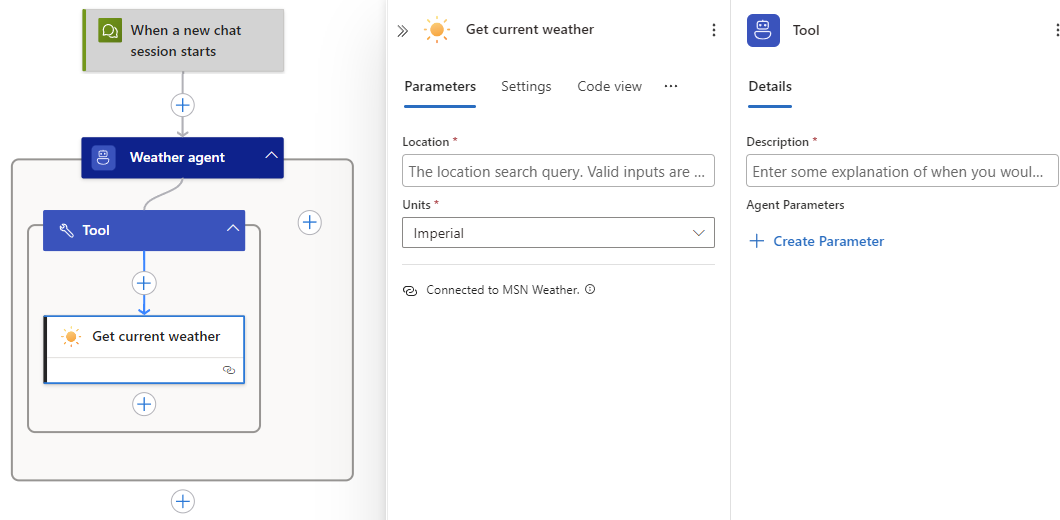 When a new chat
session starts
Weather agent
Tool
Get current weather
Get current weather
Parameters
Settings
Code view
Location *
The location search query. Valid inputs are ...
Units *
Imperial
Connected to MSN Weather.
Tool
Details
Description *
Enter some explanation of when you woul...
Agent Parameters
Create Parameter